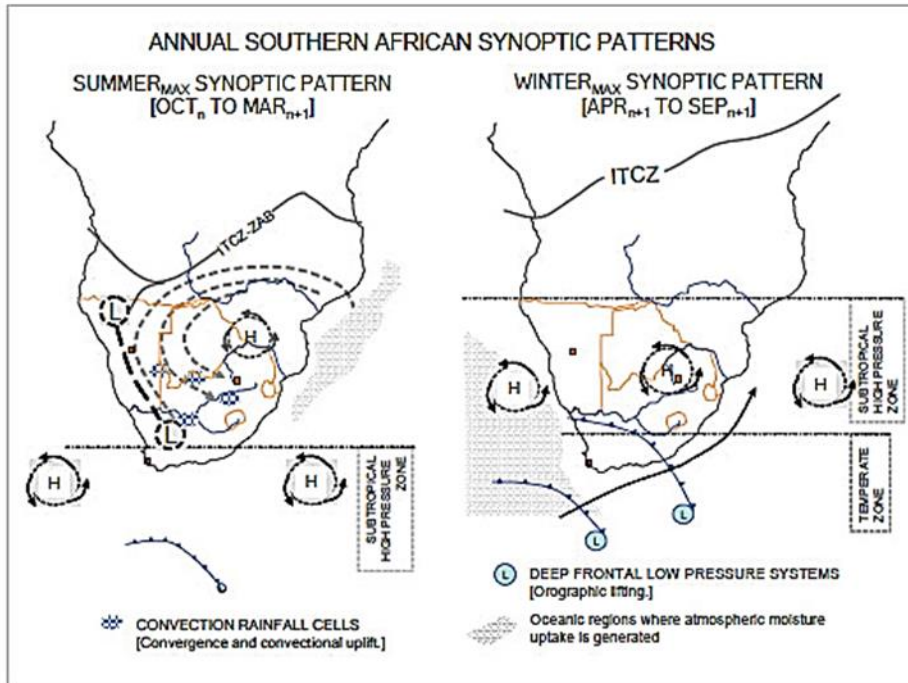 ANNUAL SOUTHERN AFRICAN SYNOPTIC PATTERNS
SUMMERMAX SYNOPTIC PATTERN
[OCTn TO MARn+1]
WINTERMAX SYNOPTIC PATTERN
[APRn+1 TO SEPn+1]
ITCZ-ZAB
L
H
L
H
H
SUBTROPICAL
HIGH PRESSURE
ZONE
CONVECTION RAINFALL CELLS
[Convergence and convectional uplift.]
ITCZ
H
H
H
SUBTROPICAL
HIGH PRESSURE
ZONE
TEMPERATE
ZONE
L
L
L DEEP FRONTAL LOW PRESSURE SYSTEMS
[Orographic lifting.]
Oceanic regions where atmospheric moisture
uptake is generated